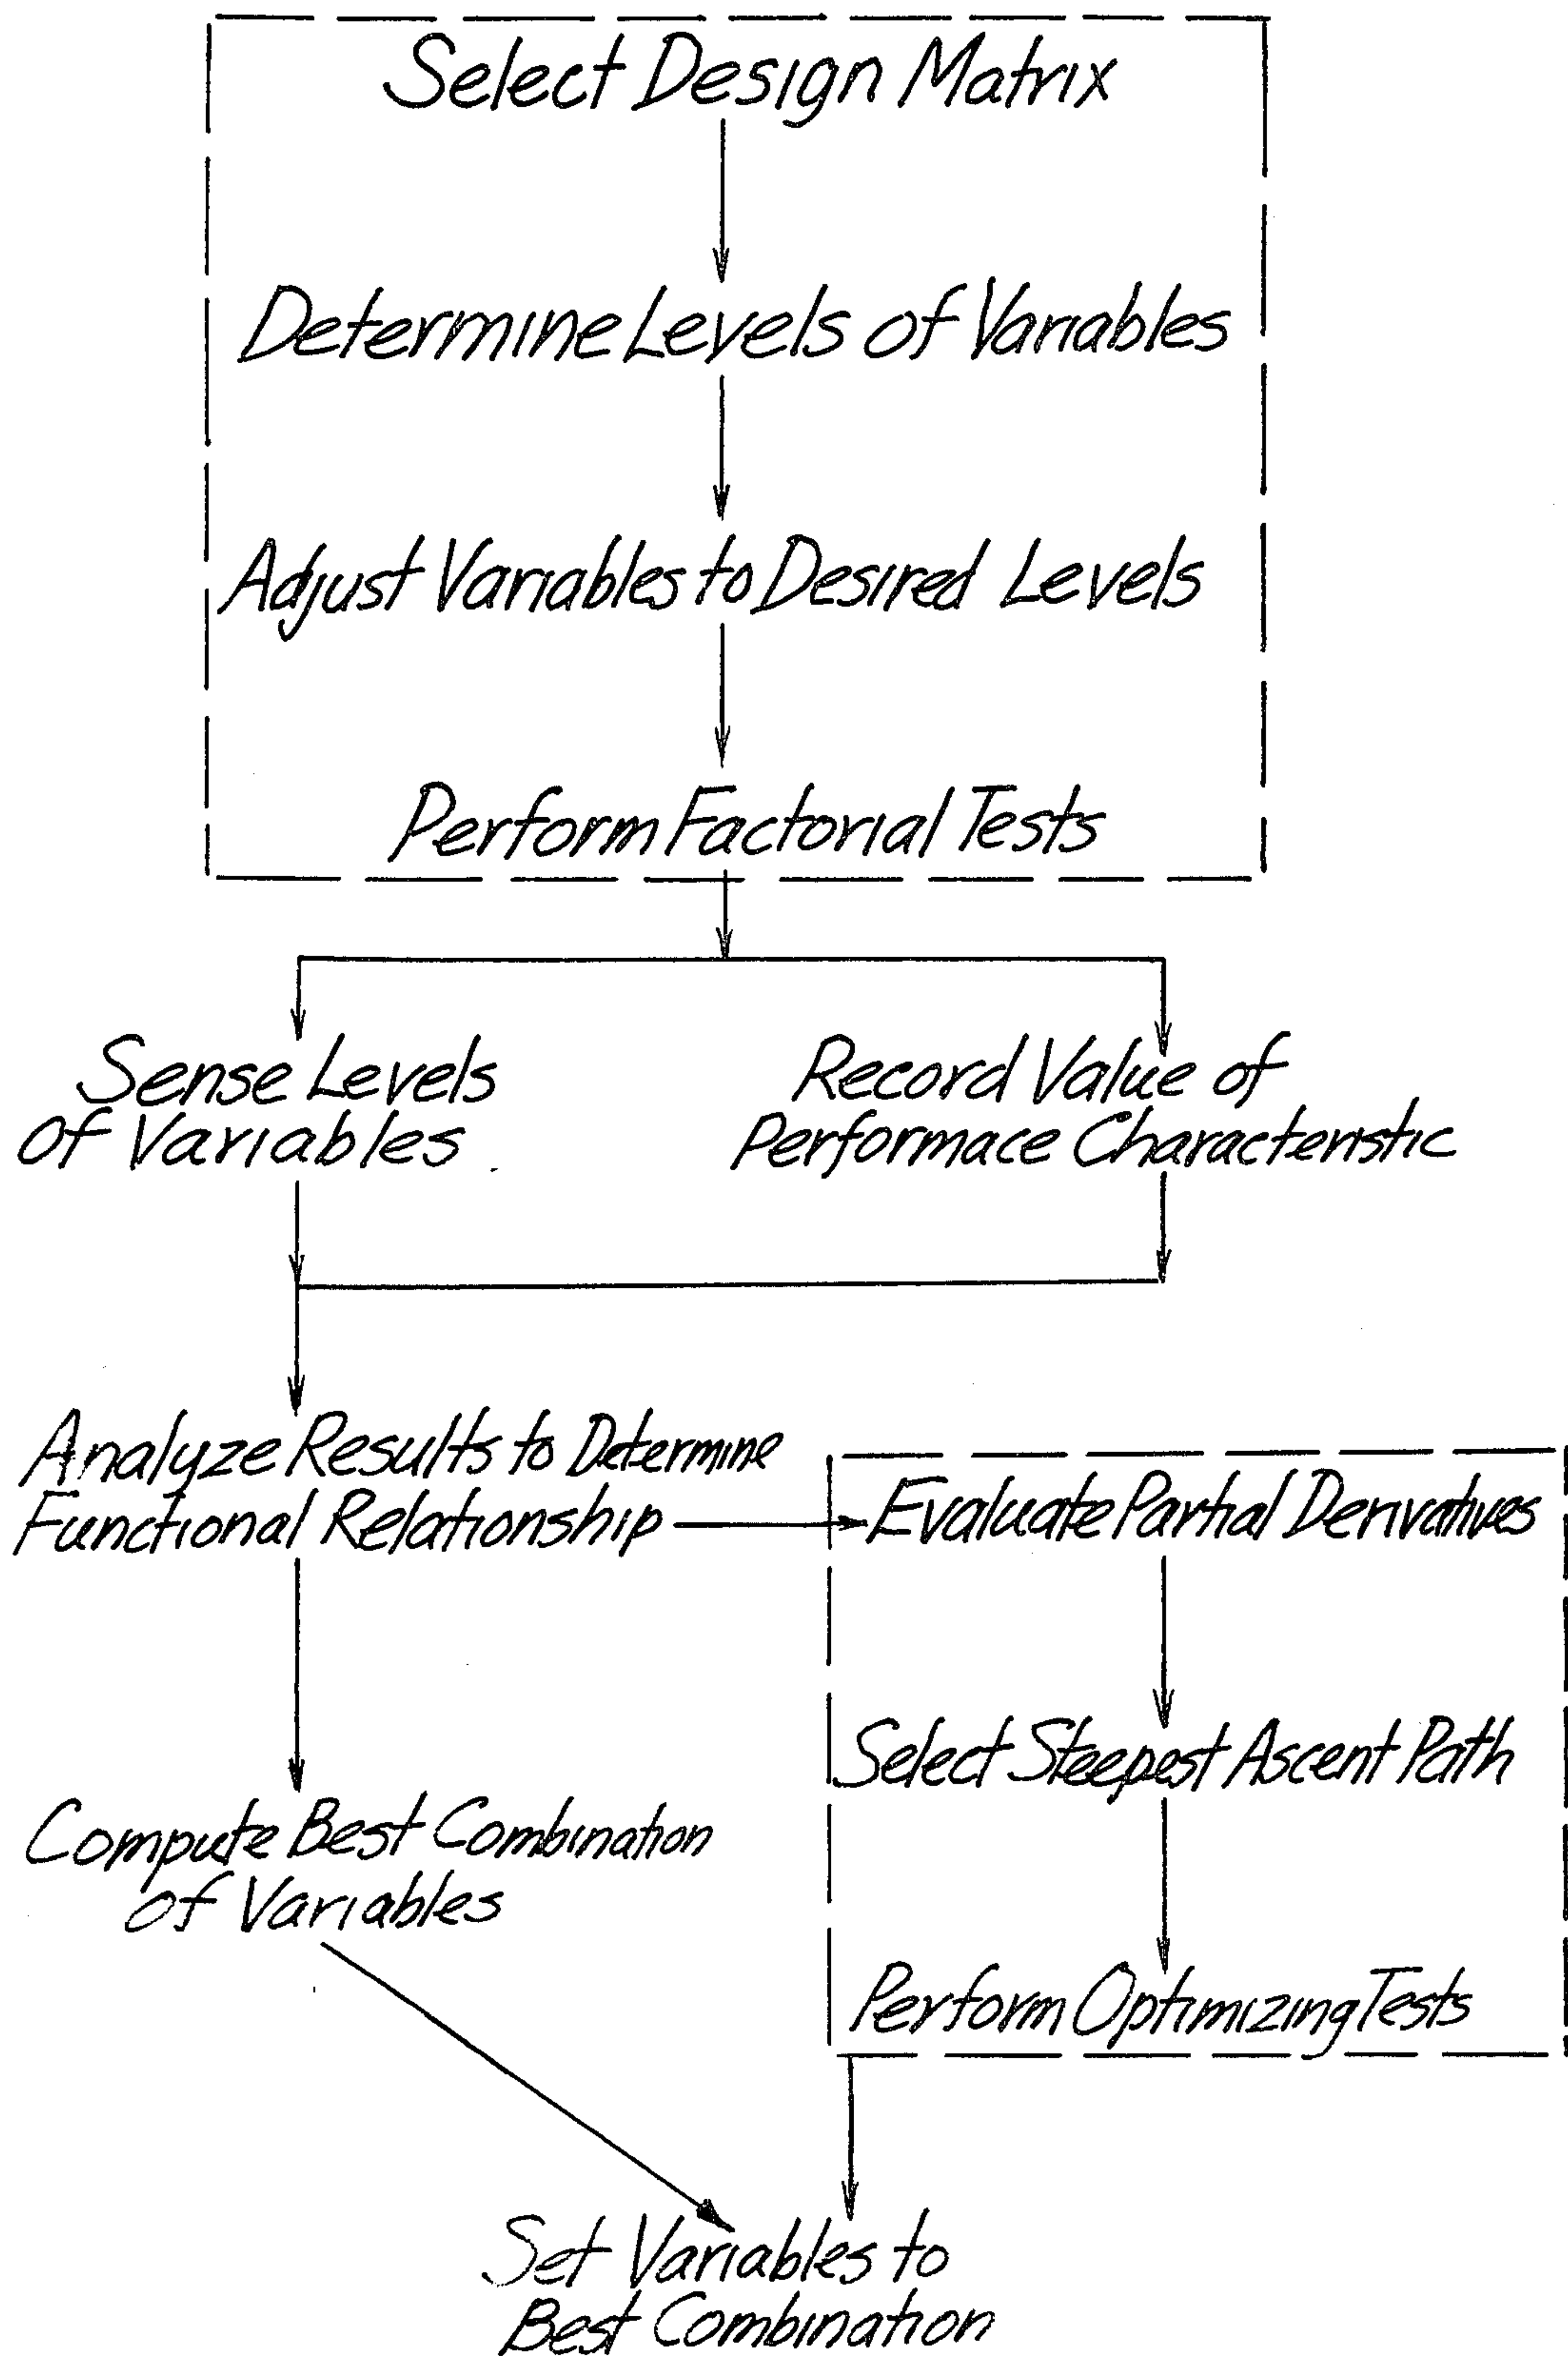 Select Design Matrix
Determine Levels of Variables
Adjust Variables to Desired Levels
Perform Factorial Tests
Sense Levels
of Variables
Record Value of
Performace Characteristic
Analyze Results to Determine
Functional Relationship
Evaluate Partial Derivatives
Select Steepest Ascent Path
Compute Best Combination
of Variables
Perform Optimizing Tests
Set Variables to
Best Combination